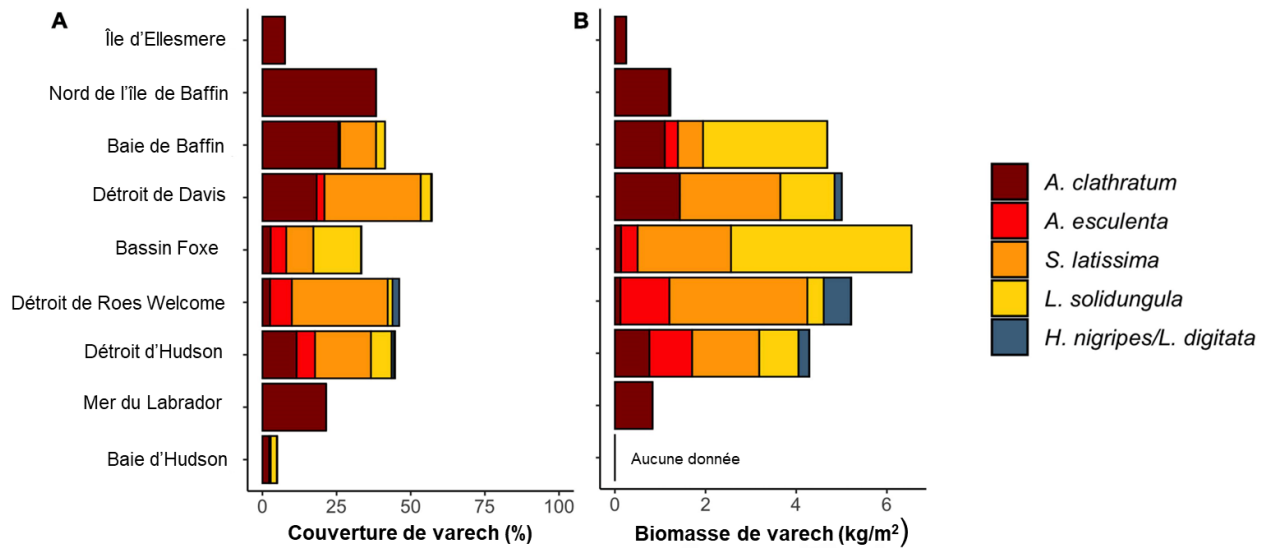 A
B
Île d’Ellesmere
Nord de l’île de Baffin
Baie de Baffin
Détroit de Davis
Bassin Foxe
Détroit de Roes Welcome
Détroit d’Hudson
Mer du Labrador
Baie d’Hudson
Aucune donnée
0 25 50 75 100
Couverture de varech (%)
0 2 4 6
Biomasse de varech (kg/m²)
A. clathratum
A. esculenta
S. latissima
L. solidungula
H. nigripes/L. digitata